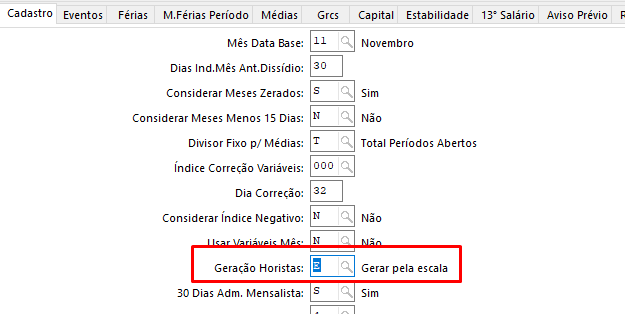 Cadastro Eventos Férias M.Férias Período Médias Grcs Capital Estabilidade 13º Salário Aviso Prévio
Mês Data Base: 11 Novembro
Dias Ind.Mês Ant.Dissídio: 30
Considerar Meses Zerados: S Sim
Considerar Meses Menos 15 Dias: N Não
Divisor Fixo p/ Médias: T Total Períodos Abertos
Índice Correção Variáveis: 000
Dia Correção: 32
Considerar Índice Negativo: N Não
Usar Variáveis Mês: N Não
Geração Horistas: E Gerar pela escala
30 Dias Adm. Mensalista: S Sim